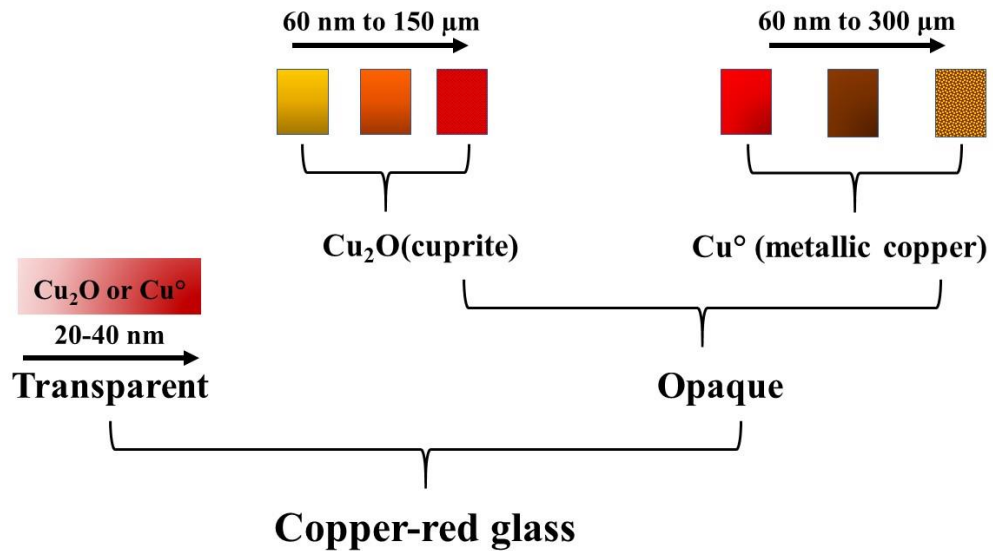 60 nm to 150 μm
60 nm to 300 μm
Cu₂O(cuprite)
Cu° (metallic copper)
Cu₂O or Cu°
20-40 nm
Transparent
Opaque
Copper-red glass